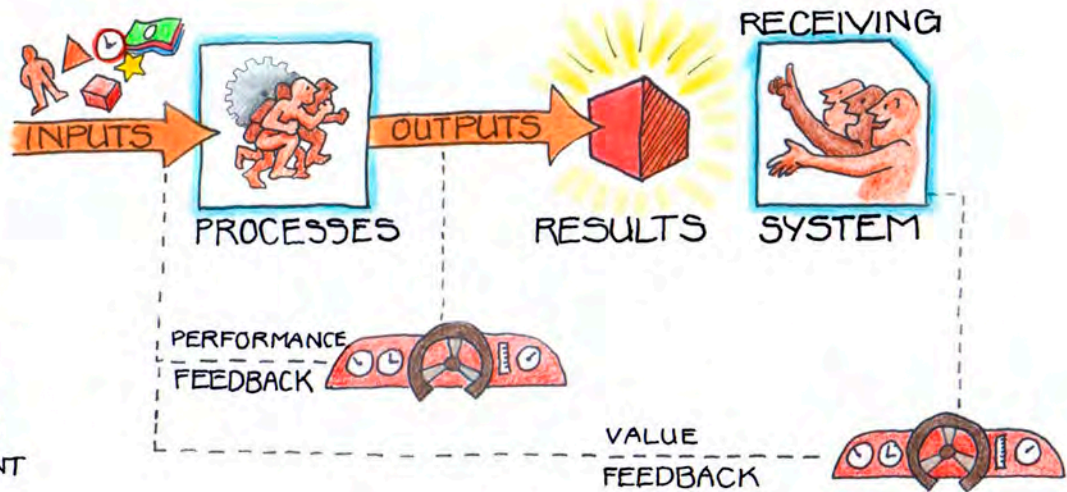 RECEIVING
INPUTS
OUTPUTS
PROCESSES
RESULTS
SYSTEM
PERFORMANCE
FEEDBACK
VALUE
FEEDBACK